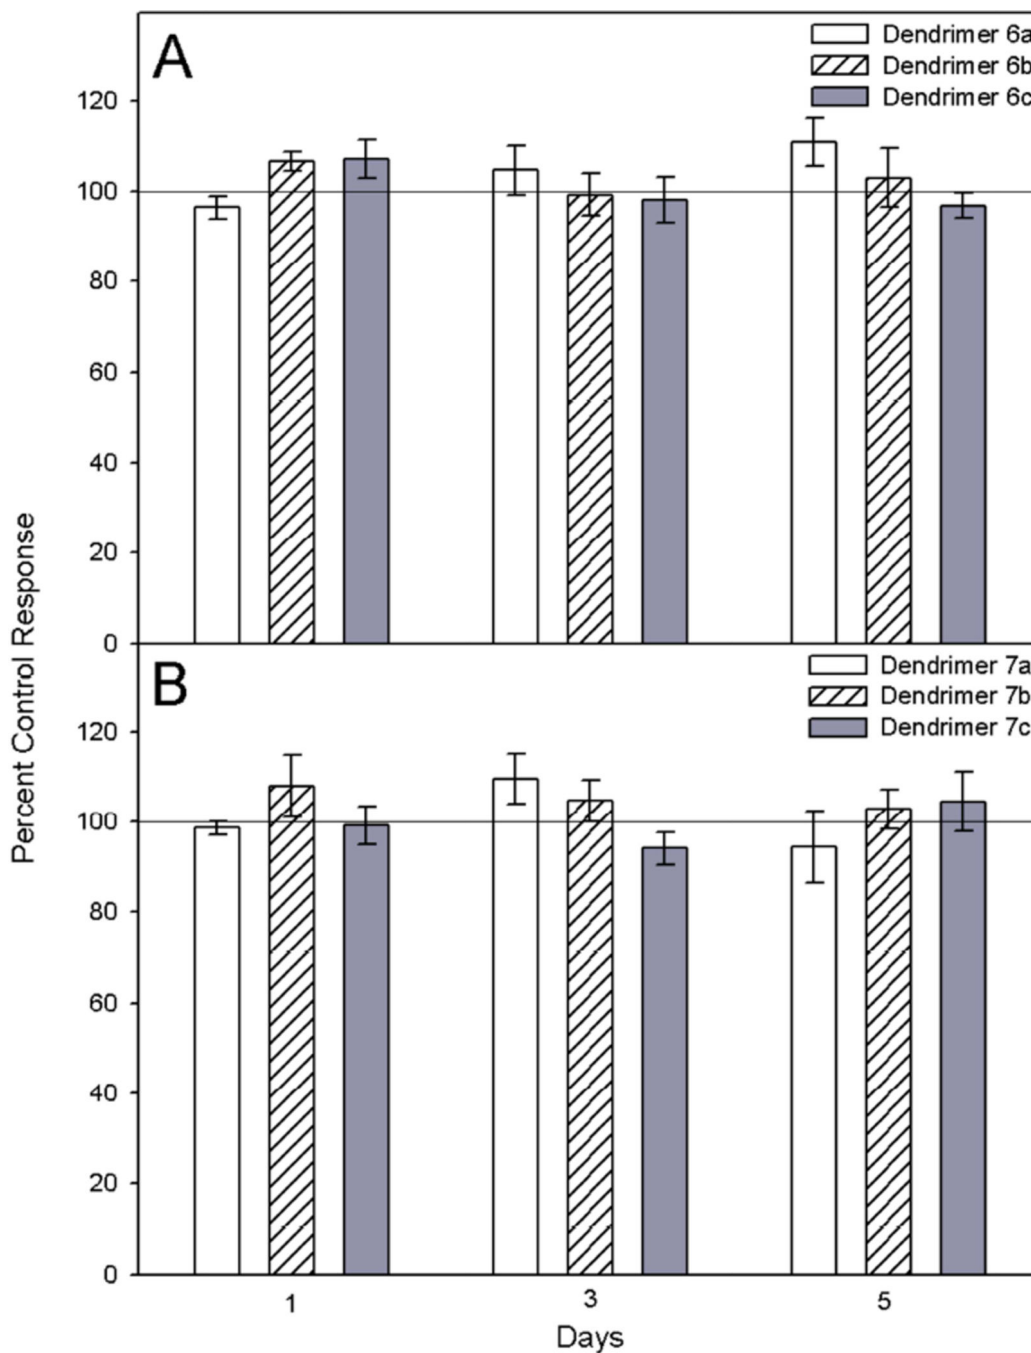 A
Dendrimer 6a
Dendrimer 6b
Dendrimer 6c
120
100
80
60
40
20
0
Percent Control Response
B
Dendrimer 7a
Dendrimer 7b
Dendrimer 7c
120
100
80
60
40
20
0
1 3 5
Days